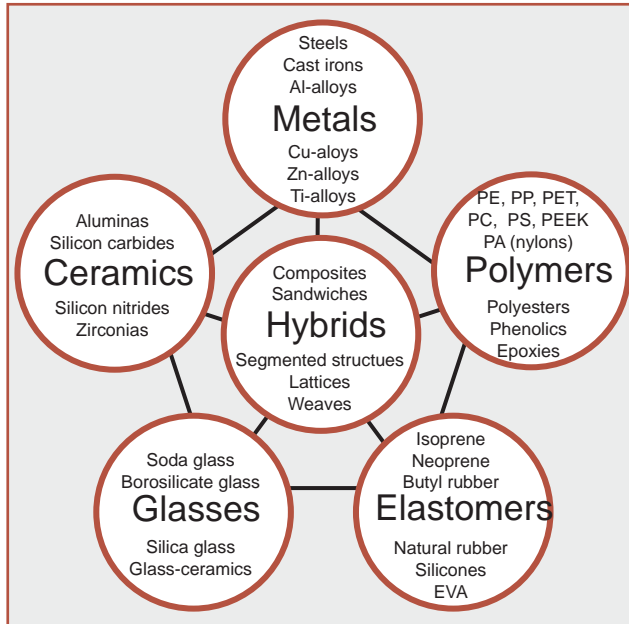 Steels
Cast irons
Al-alloys
Metals
Cu-aloys
Zn-alloys
Ti-alloys
Aluminas
Silicon carbides
Ceramics
Silicon nitrides
Zirconias
PE, PP, PET,
PC, PS, PEEK
PA (nylons)
Polymers
Polyesters
Phenolics
Epoxies
Composites
Sandwiches
Hybrids
Segmented structues
Lattices
Weaves
Soda glass
Borosilicate glass
Glasses
Silica glass
Glass-ceramics
Isoprene
Neoprene
Butyl rubber
Elastomers
Natural rubber
Silicones
EVA